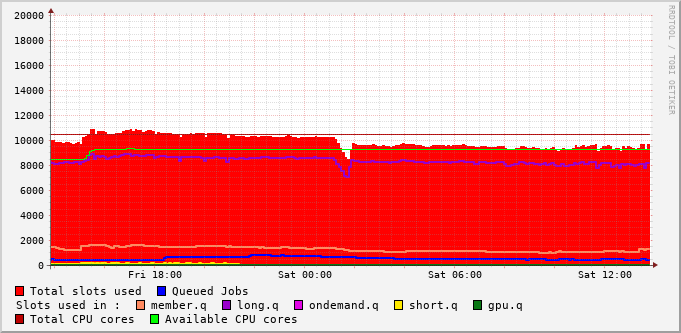 20000
18000
16000
14000
12000
10000
8000
6000
4000
2000
0
Fri 18:00 Sat 00:00 Sat 06:00 Sat 12:00
RRDTOOL / TOBI OETIKER
Total slots used Queued Jobs
Slots used in : member.q long.q ondemand.q short.q gpu.q
Total CPU cores Available CPU cores